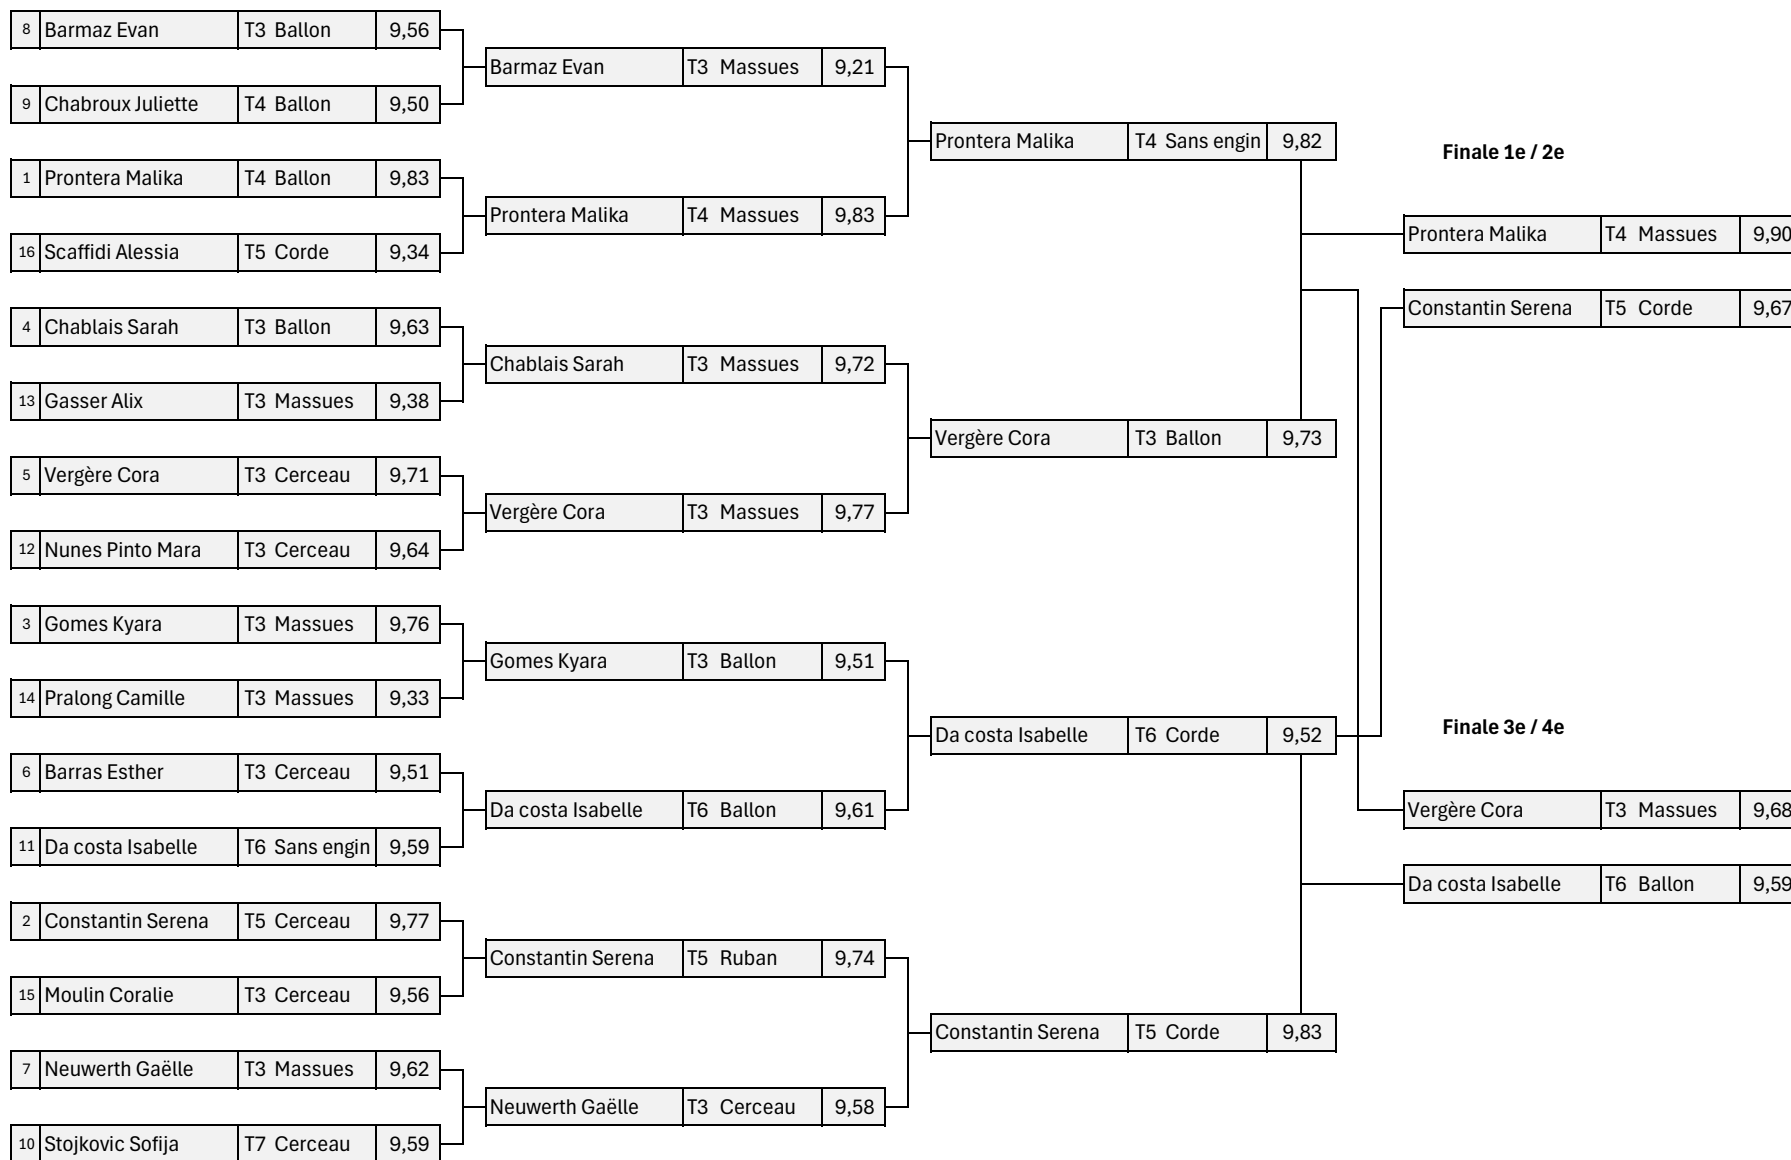 8 Barmaz Evan T3 Ballon 9,56
9 Chabroux Juliette T4 Ballon 9,50
1 Prontera Malika T4 Ballon 9,83
16 Scaffidi Alessia T5 Corde 9,34
4 Chablais Sarah T3 Ballon 9,63
13 Gasser Alix T3 Massues 9,38
5 Vergère Cora T3 Cerceau 9,71
12 Nunes Pinto Mara T3 Cerceau 9,64
3 Gomes Kyara T3 Massues 9,76
14 Pralong Camille T3 Massues 9,33
6 Barras Esther T3 Cerceau 9,51
11 Da costa Isabelle T6 Sans engin 9,59
2 Constantin Serena T5 Cerceau 9,77
15 Moulin Coralie T3 Cerceau 9,56
7 Neuwerth Gaëlle T3 Massues 9,62
10 Stojkovic Sofija T7 Cerceau 9,59
Barmaz Evan T3 Massues 9,21
Prontera Malika T4 Massues 9,83
Chablais Sarah T3 Massues 9,72
Vergère Cora T3 Massues 9,77
Gomes Kyara T3 Ballon 9,51
Da costa Isabelle T6 Ballon 9,61
Constantin Serena T5 Ruban 9,74
Neuwerth Gaëlle T3 Cerceau 9,58
Prontera Malika T4 Sans engin 9,82
Vergère Cora T3 Ballon 9,73
Da costa Isabelle T6 Corde 9,52
Constantin Serena T5 Corde 9,83
Finale 1e / 2e
Prontera Malika T4 Massues 9,90
Constantin Serena T5 Corde 9,67
Finale 3e / 4e
Vergère Cora T3 Massues 9,68
Da costa Isabelle T6 Ballon 9,59